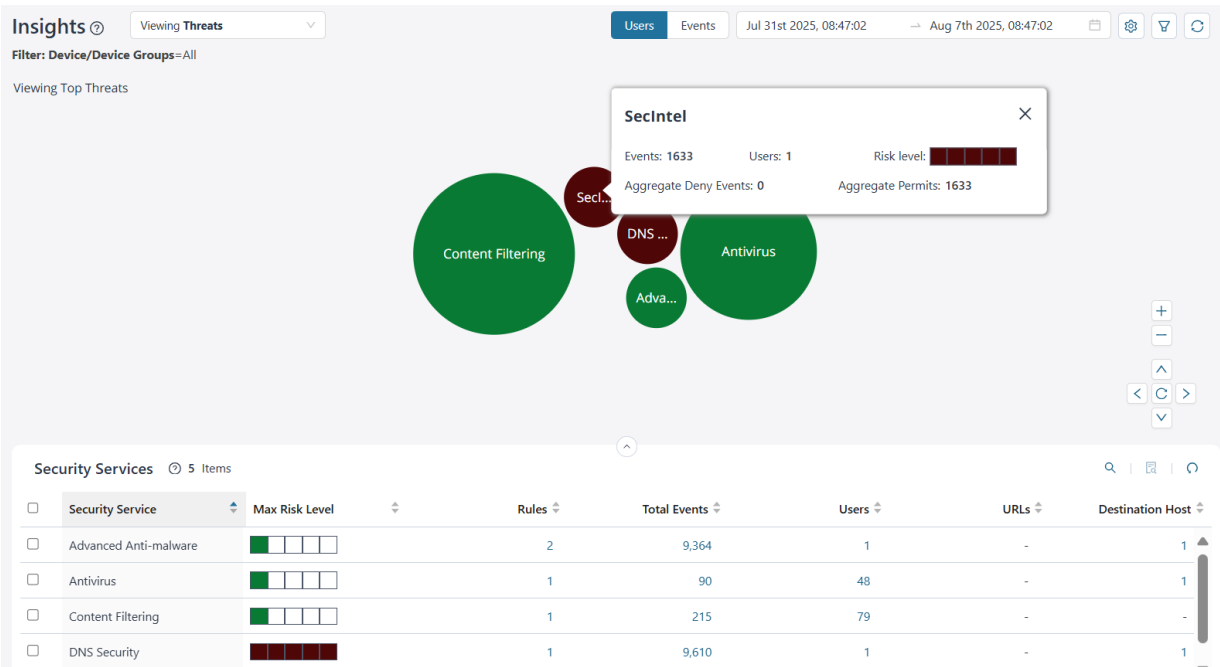 Insights
Viewing Threats
Users
Events
Jul 31st 2025, 08:47:02 → Aug 7th 2025, 08:47:02
Filter: Device/Device Groups=All
Viewing Top Threats
SecIntel
Events: 1633 Users: 1 Risk level:
Aggregate Deny Events: 0 Aggregate Permits: 1633
SecI...
DNS ...
Content Filtering
Antivirus
Adva...
Security Services 5 Items
Security Service Max Risk Level Rules Total Events Users URLs Destination Host
Advanced Anti-malware 2 9,364 1 - 1
Antivirus 1 90 48 - 1
Content Filtering 1 215 79 - -
DNS Security 1 9,610 1 - 1